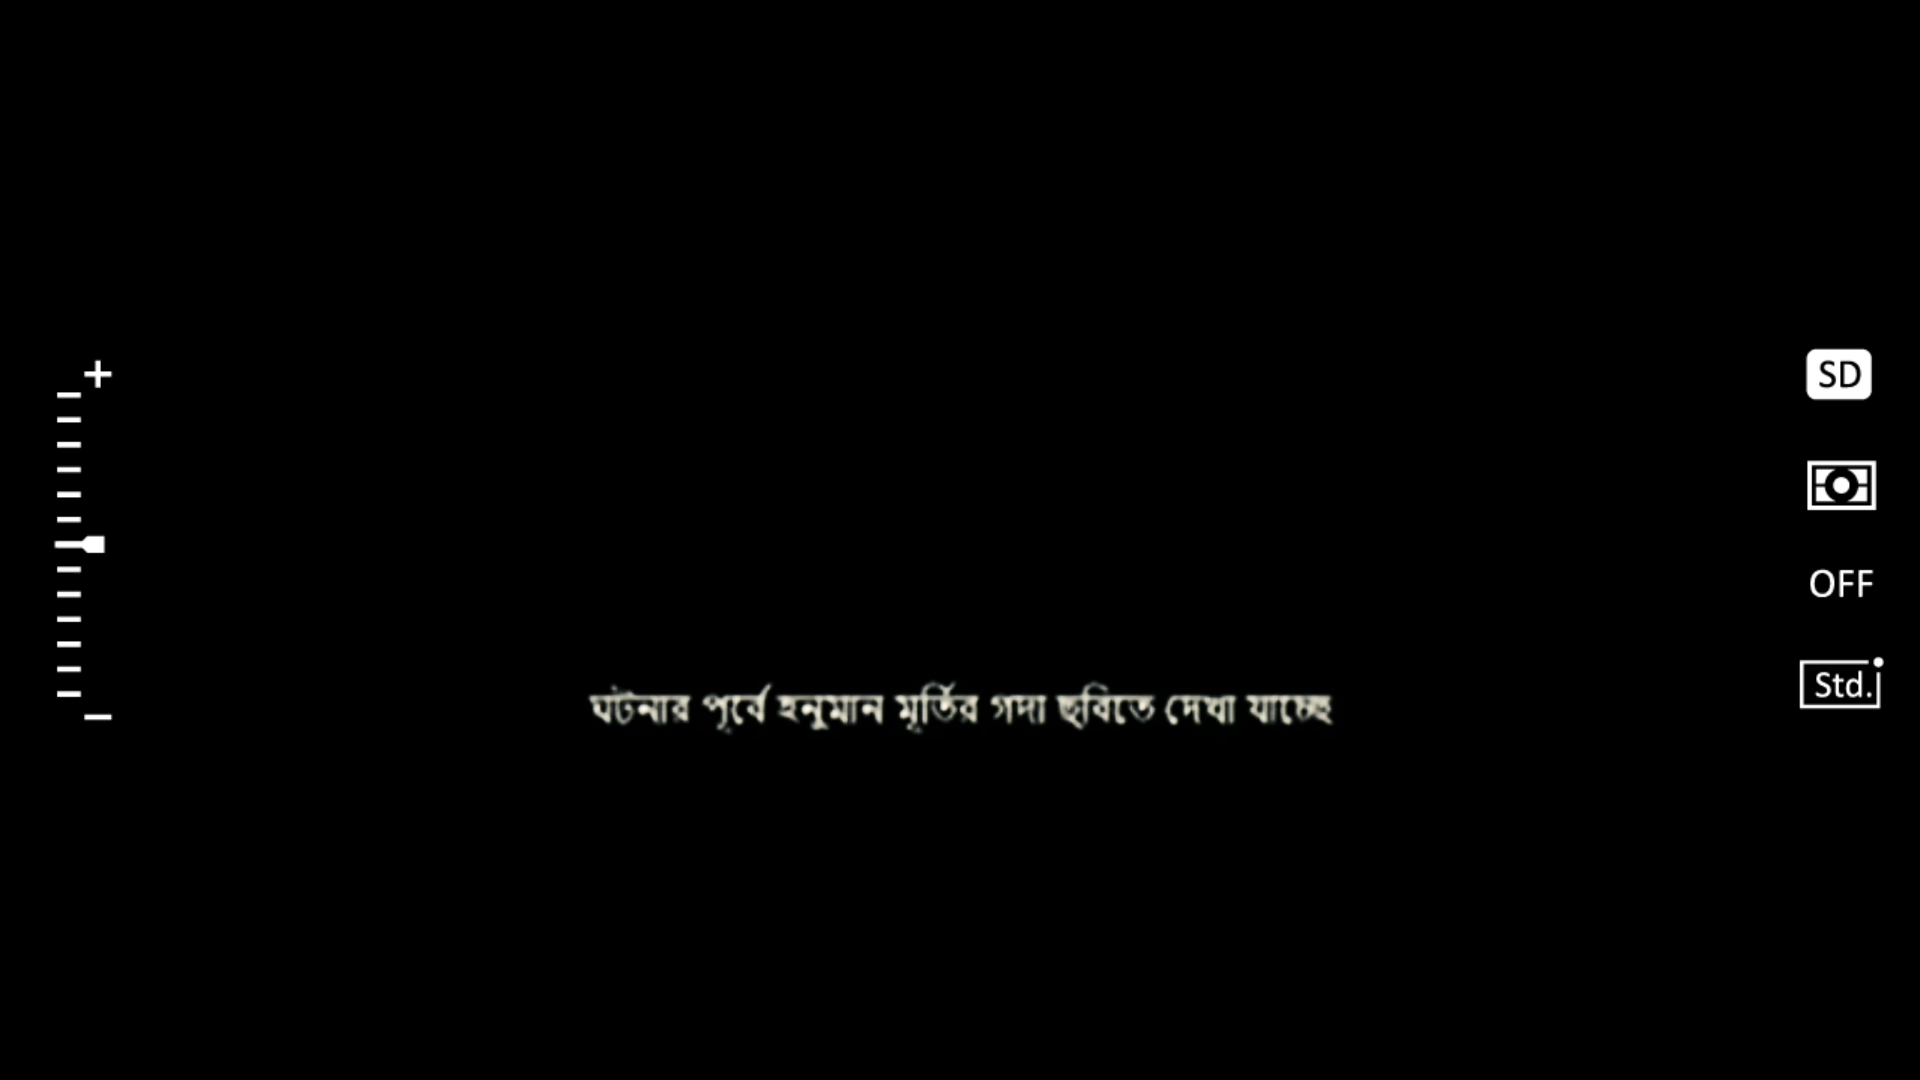 +
SD
OFF
Std.
ঘটনার পূর্বে হনুমান মূর্তির গদা ছবিতে দেখা যাচ্ছে
−